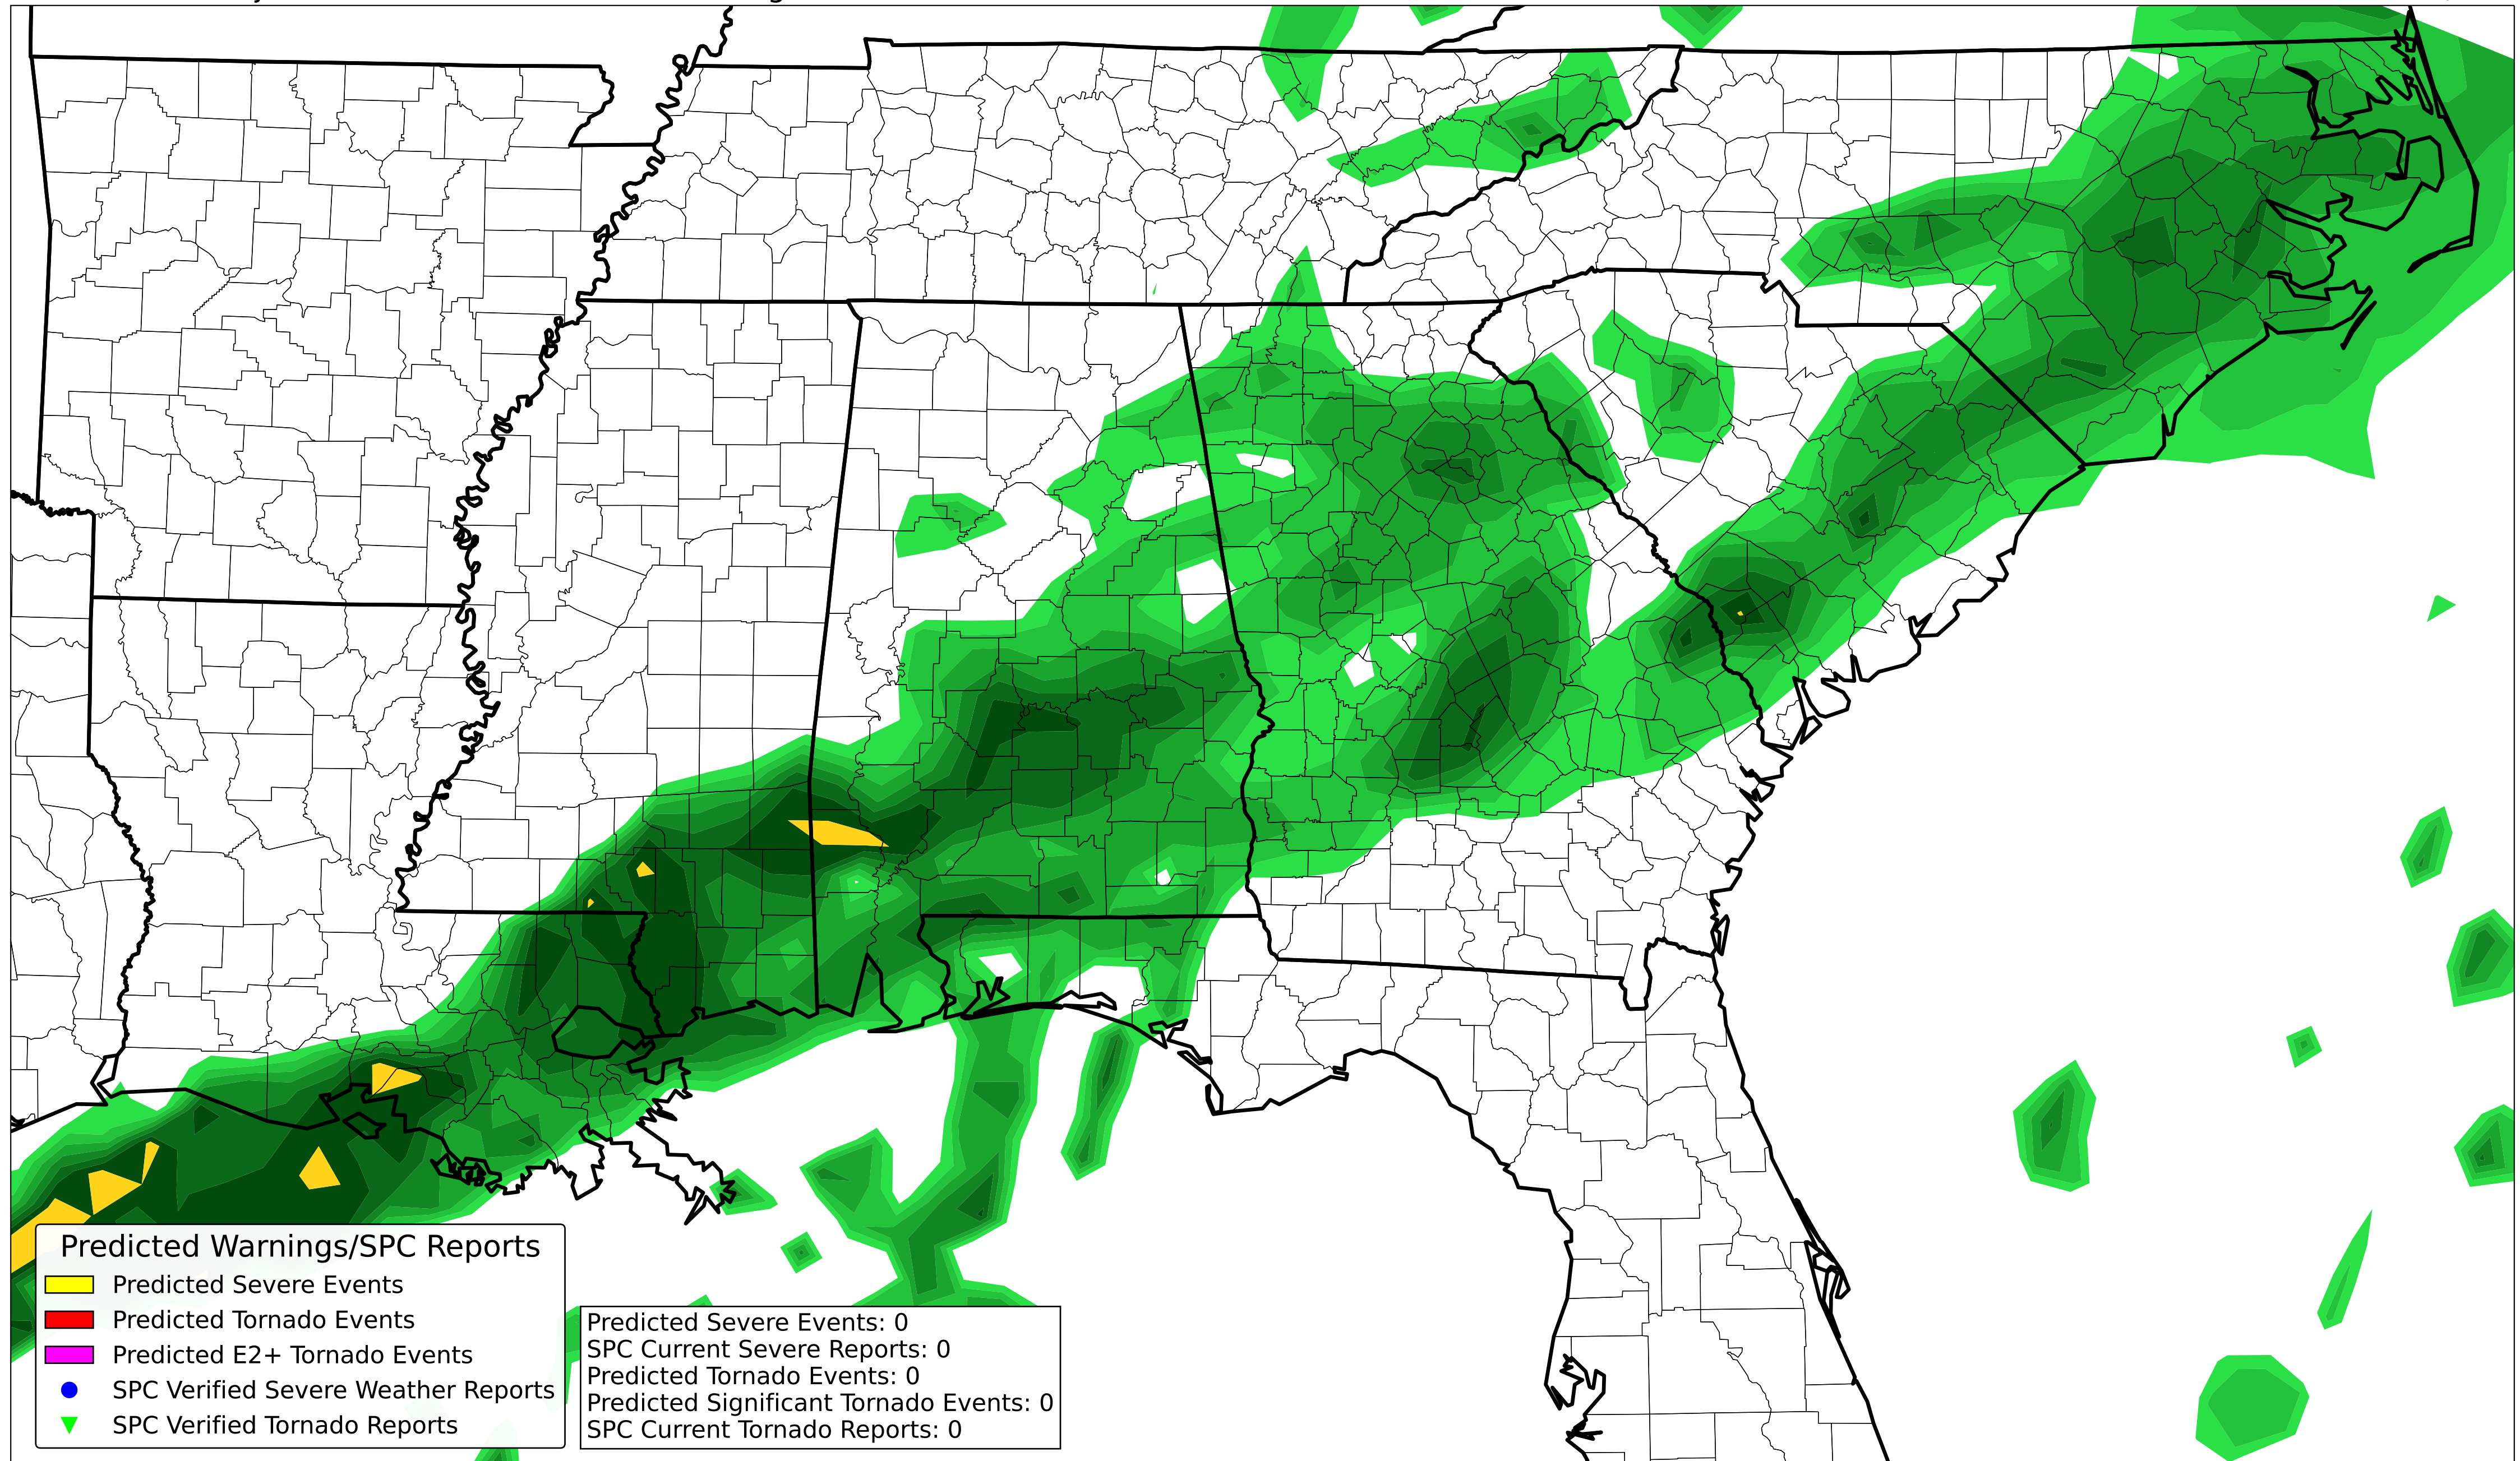 Predicted Warnings/SPC Reports
Predicted Severe Events
Predicted Tornado Events
Predicted E2+ Tornado Events
SPC Verified Severe Weather Reports
SPC Verified Tornado Reports
Predicted Severe Events: 0
SPC Current Severe Reports: 0
Predicted Tornado Events: 0
Predicted Significant Tornado Events: 0
SPC Current Tornado Reports: 0